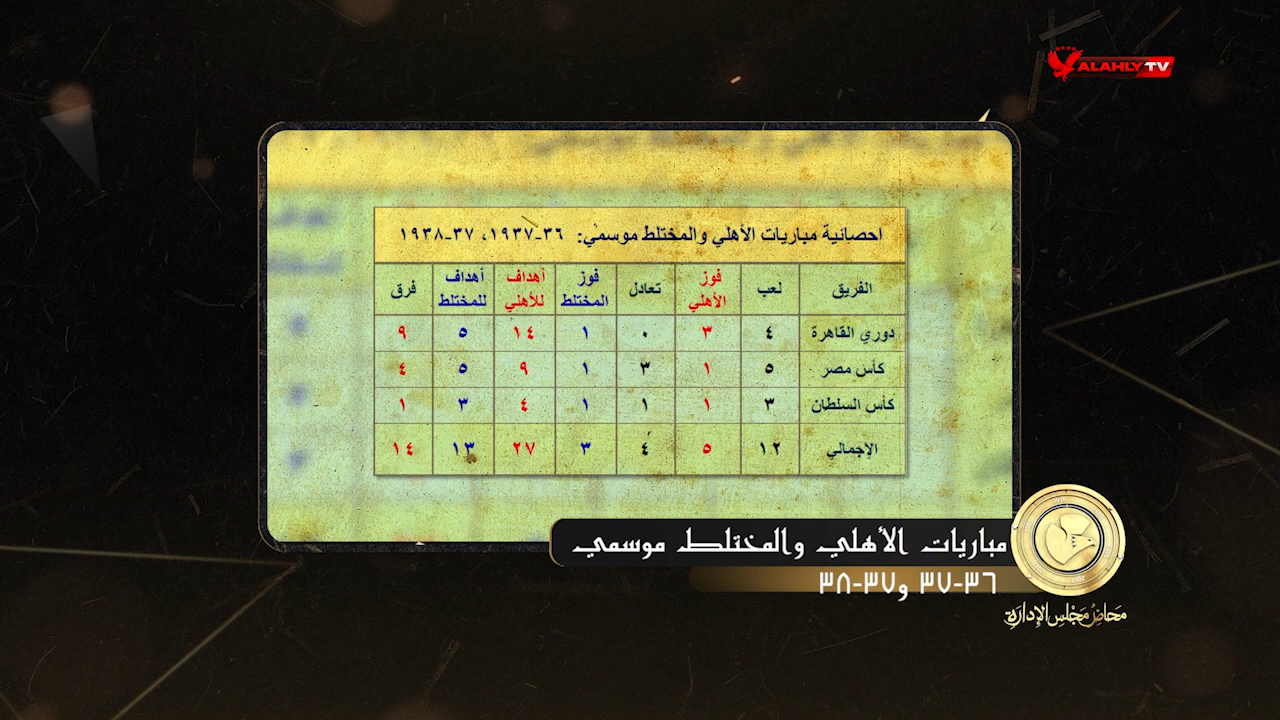 ALAHLY TV
احصائية مباريات الأهلي والمختلط موسمي: ٣٦-١٩٣٧، ٣٧-١٩٣٨
الفريق لعب فوز الأهلي تعادل فوز المختلط أهداف للأهلي أهداف للمختلط فرق
دوري القاهرة ٤ ٣ ٠ ١ ١٤ ٥ ٩
كأس مصر ٥ ١ ٣ ١ ٩ ٥ ٤
كأس السلطان ٣ ١ ١ ١ ٤ ٣ ١
الإجمالي ١٢ ٥ ٤ ٣ ٢٧ ١٣ ١٤
مباريات الأهلي والمختلط موسمي
٣٦-٣٧ و٣٧-٣٨
محاضر مجلس الإدارة